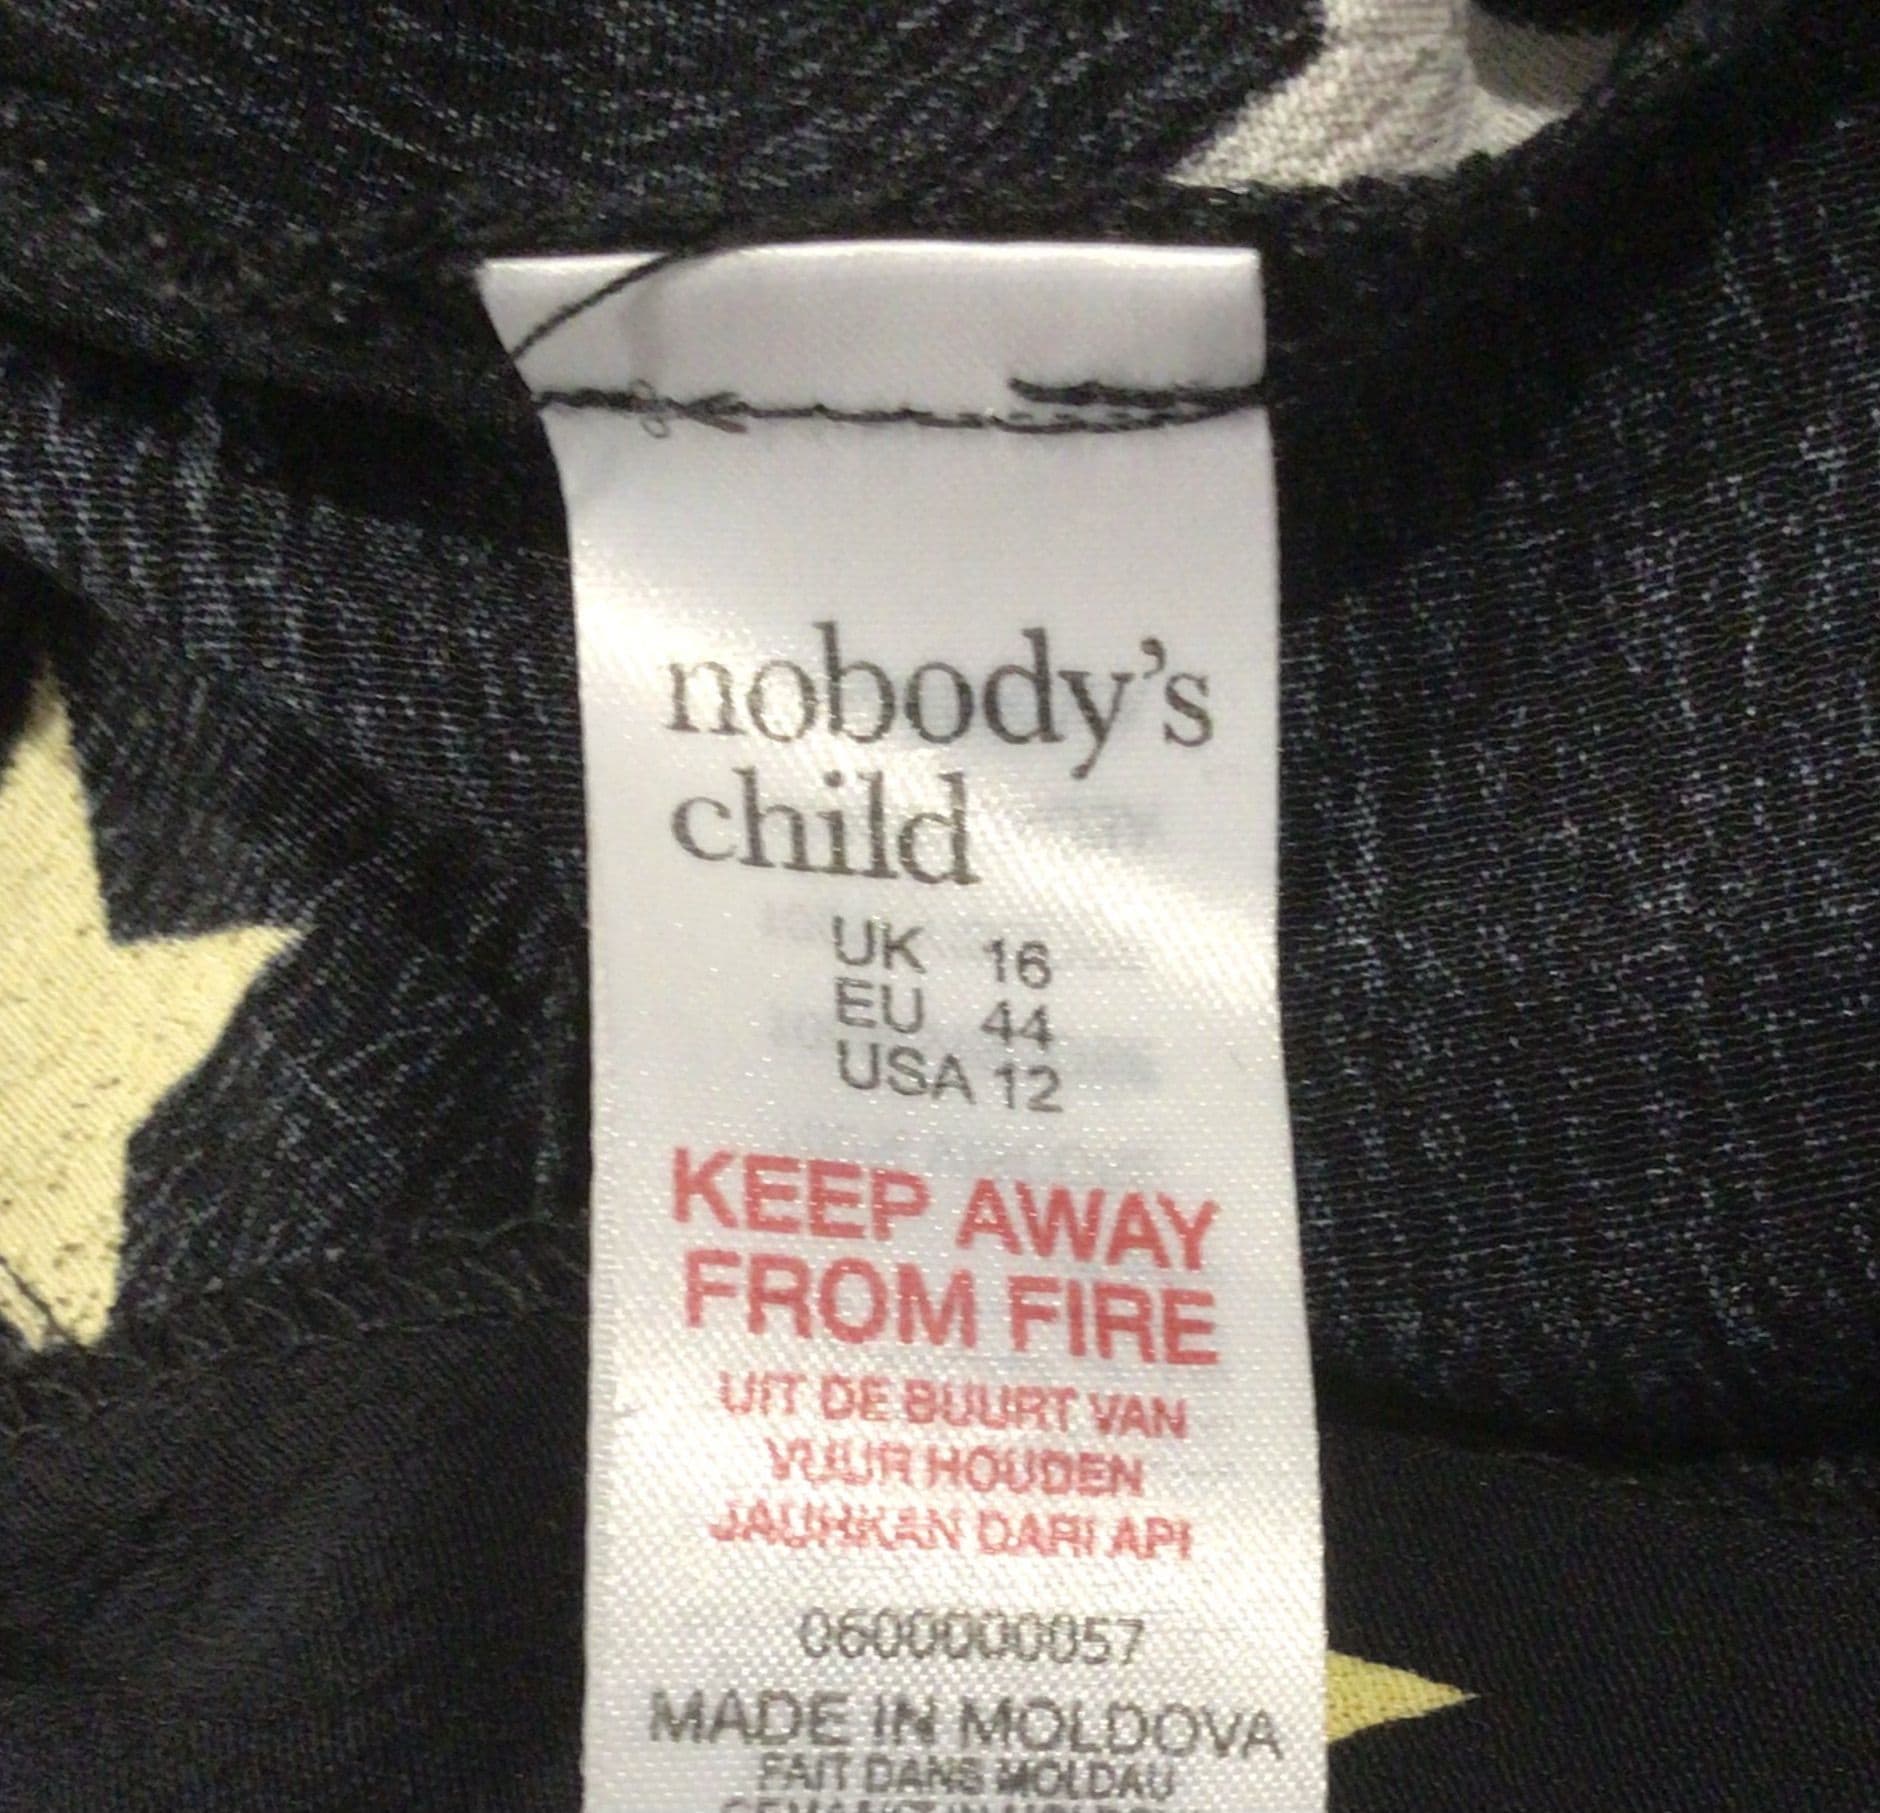 nobody's
child
UK 16
EU 44
USA 12
KEEP AWAY
FROM FIRE
UIT DE BUURT VAN
VUUR HOUDEN
JAUHKAN DARI API
0600000057
MADE IN MOLDOVA
FAIT DANS MOLDAU